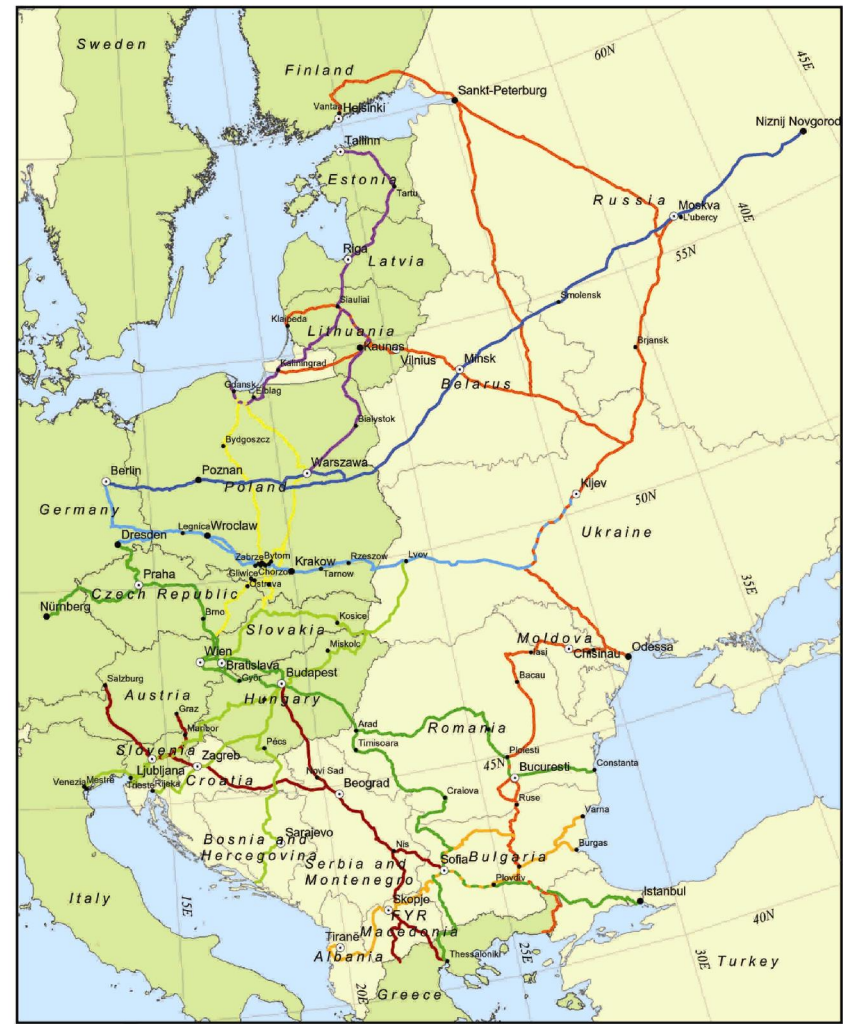 Sweden
Finland
60N
45E
Sankt-Peterburg
Vantaa
Helsinki
Niznij Novgorod
Tallinn
Estonia
Tartu
Russia
Moskva
L'ubercy
40E
55N
Riga
Latvia
Siauliai
Smolensk
Klaipeda
Lithuania
Kaunas
Brjansk
Kaliningrad
Vilnius
Minsk
Belarus
Gdansk
Elblag
Bialystok
Bydgoszcz
Warszawa
Berlin
Poznan
Poland
Kijev
50N
Germany
Ukraine
Legnica
Wroclaw
Dresden
Zabrze
Bytom
Krakow
Rzeszow
Lvov
Gliwice
Chorzo
Tarnow
Praha
Ostrava
35E
Czech Republic
Nürnberg
Brno
Kosice
Slovakia
Miskolc
Moldova
Odessa
Wien
Bratislava
Iasi
Chisinau
Salzburg
Györ
Budapest
Bacau
Austria
Hungary
Graz
Maribor
Arad
Romania
Pécs
Timisoara
Slovenia
Zagreb
Ploiesti
45N
Ljubljana
Novi Sad
Bucuresti
Constanta
Venezia
Mestre
Trieste
Rijeka
Croatia
Beograd
Craiova
Ruse
Varna
Sarajevo
Bosnia and
Hercegovina
Nis
Burgas
Serbia and
Montenegro
Sofia
Bulgaria
Plovdiv
Istanbul
Italy
15E
Skopje
FYR
Macedonia
40N
Tiranë
Albania
Thessaloniki
25E
30E
Turkey
20E
Greece